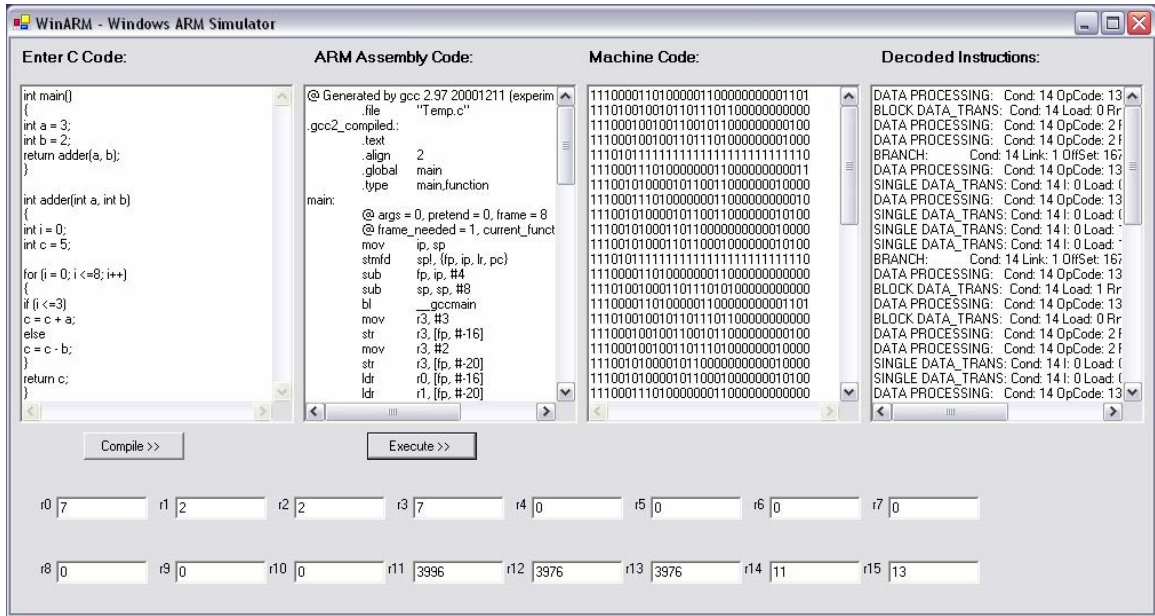 WinARM - Windows ARM Simulator
Enter C Code:
int main()
{
int a = 3;
int b = 2;
return adder(a, b);
}
int adder(int a, int b)
{
int i = 0;
int c = 5;
for (i = 0; i <=8; i++)
{
if (i <=3)
c = c + a;
else
c = c - b;
}
return c;
}
ARM Assembly Code:
@ Generated by gcc 2.97 20001211 (experim
.file "Temp.c"
.gcc2_compiled.:
.text
.align 2
.global main
.type main,function
main:
@ args = 0, pretend = 0, frame = 8
@ frame_needed = 1, current_funct
mov ip, sp
stmfd sp!, {fp, ip, lr, pc}
sub fp, ip, #4
sub sp, sp, #8
bl __gccmain
mov r3, #3
str r3, [fp, #-16]
mov r3, #2
str r3, [fp, #-20]
ldr r0, [fp, #-16]
ldr r1, [fp, #-20]
Machine Code:
11100001101000001100000000001101
11101001001011011101100000000000
11100010010011001011000000000100
11100010010011011101000000001000
11101011111111111111111111111110
11100011101000000011000000000011
11100101000010110011000000010000
11100011101000000011000000000010
11100101000010110011000000010100
11100101000110110000000000010000
11100101000110110001000000010100
11101011111111111111111111111110
11100001101000000011000000000000
11101001000110111010100000000000
11100001101000001100000000001101
11101001001011011101100000000000
11100010010011001011000000000100
11100010010011011101000000010000
11100101000010110000000000010000
11100101000010110001000000010100
11100011101000000011000000000000
Decoded Instructions:
DATA PROCESSING: Cond: 14 OpCode: 13
BLOCK DATA_TRANS: Cond: 14 Load: 0 Rr
DATA PROCESSING: Cond: 14 OpCode: 2 F
DATA PROCESSING: Cond: 14 OpCode: 2 F
BRANCH: Cond: 14 Link: 1 OffSet: 167
DATA PROCESSING: Cond: 14 OpCode: 13
SINGLE DATA_TRANS: Cond: 14 I: 0 Load: (
DATA PROCESSING: Cond: 14 OpCode: 13
SINGLE DATA_TRANS: Cond: 14 I: 0 Load: (
SINGLE DATA_TRANS: Cond: 14 I: 0 Load:
SINGLE DATA_TRANS: Cond: 14 I: 0 Load:
BRANCH: Cond: 14 Link: 1 OffSet: 167
DATA PROCESSING: Cond: 14 OpCode: 13
BLOCK DATA_TRANS: Cond: 14 Load: 1 Rr
DATA PROCESSING: Cond: 14 OpCode: 13
BLOCK DATA_TRANS: Cond: 14 Load: 0 Rr
DATA PROCESSING: Cond: 14 OpCode: 2 F
DATA PROCESSING: Cond: 14 OpCode: 2 F
SINGLE DATA_TRANS: Cond: 14 I: 0 Load: (
SINGLE DATA_TRANS: Cond: 14 I: 0 Load: (
DATA PROCESSING: Cond: 14 OpCode: 13
Compile >>
Execute >>
r0 7 r1 2 r2 2 r3 7 r4 0 r5 0 r6 0 r7 0
r8 0 r9 0 r10 0 r11 3996 r12 3976 r13 3976 r14 11 r15 13